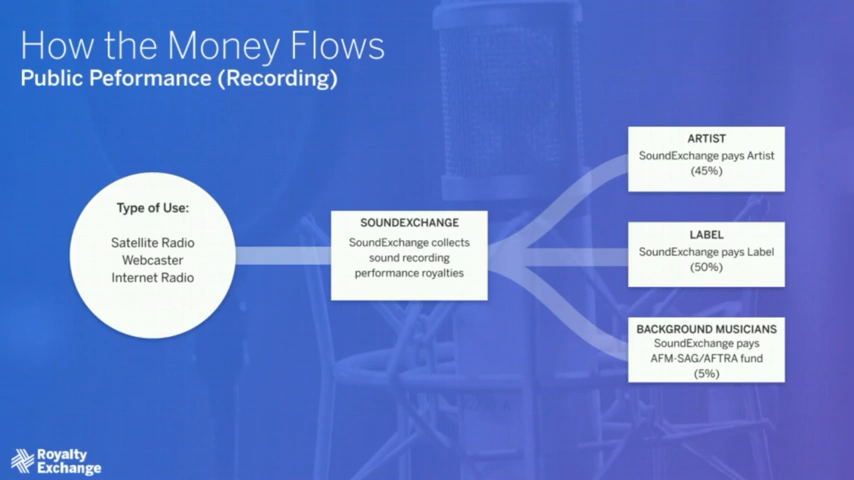 How the Money Flows
Public Peformance (Recording)
Type of Use:
Satellite Radio
Webcaster
Internet Radio
SOUNDEXCHANGE
SoundExchange collects
sound recording
performance royalties
ARTIST
SoundExchange pays Artist
(45%)
LABEL
SoundExchange pays Label
(50%)
BACKGROUND MUSICIANS
SoundExchange pays
AFM-SAG/AFTRA fund
(5%)
Royalty
Exchange